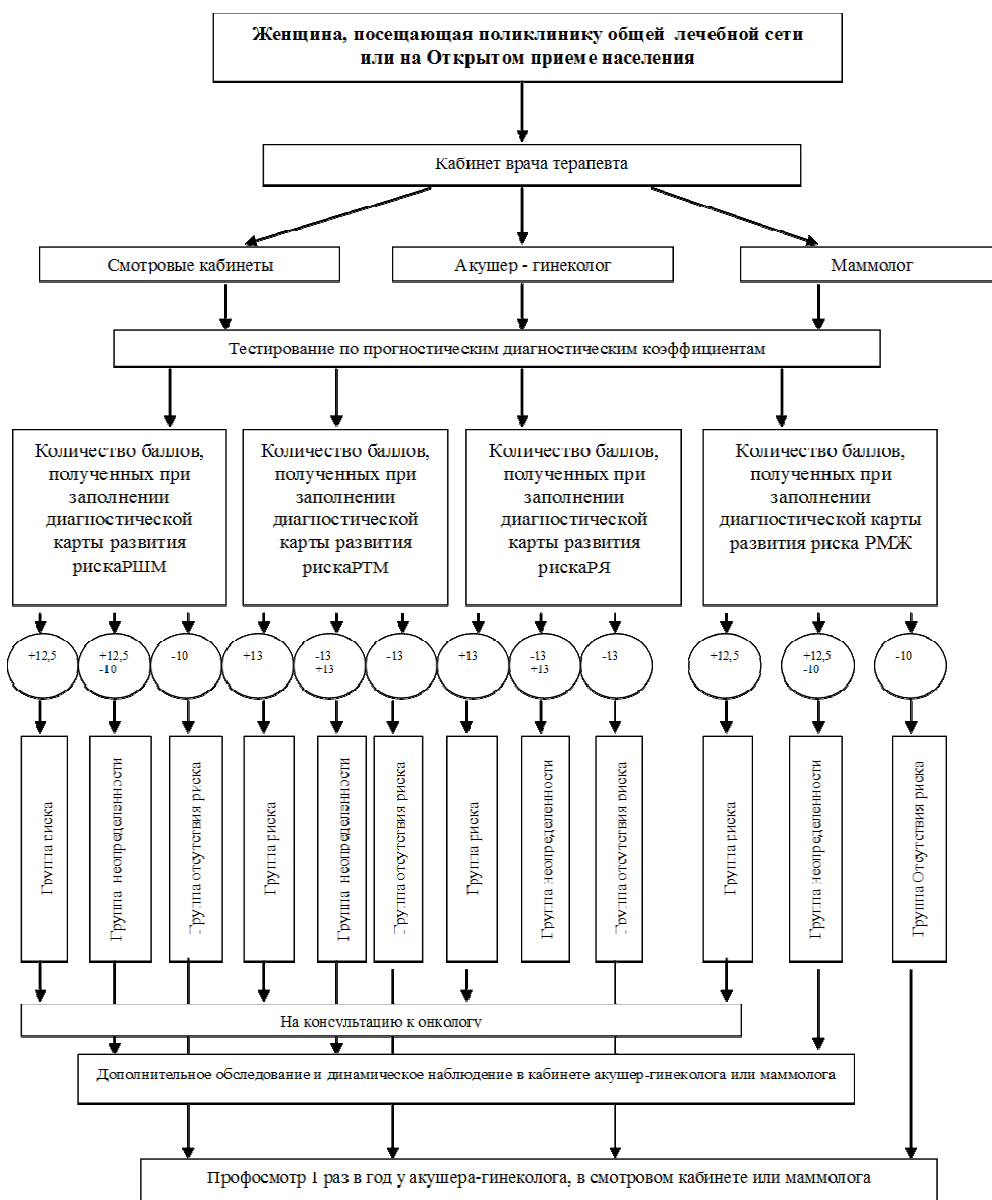 Женщина, посещающая поликлинику общей лечебной сети
или на Открытом приеме населения
Кабинет врача терапевта
Смотровые кабинеты
Акушер - гинеколог
Маммолог
Тестирование по прогностическим диагностическим коэффициентам
Количество баллов,
полученных при
заполнении
диагностической
карты развития
рискаРШМ
Количество баллов,
полученных при
заполнении
диагностической
карты развития
рискаРТМ
Количество баллов,
полученных при
заполнении
диагностической
карты развития
рискаРЯ
Количество баллов,
полученных при
заполнении
диагностической карты
развития риска РМЖ
+12,5
+12,5
-10
-10
+13
-13
+13
-13
+13
-13
+13
-13
+12,5
+12,5
-10
-10
Группа риска
Группа неопределенности
Группа отсутствия риска
Группа риска
Группа неопределенности
Группа отсутствия риска
Группа риска
Группа неопределенности
Группа отсутствия риска
Группа риска
Группа неопределенности
Группа Отсутствия риска
На консультацию к онкологу
Дополнительное обследование и динамическое наблюдение в кабинете акушер-гинеколога или маммолога
Профосмотр 1 раз в год у акушера-гинеколога, в смотровом кабинете или маммолога